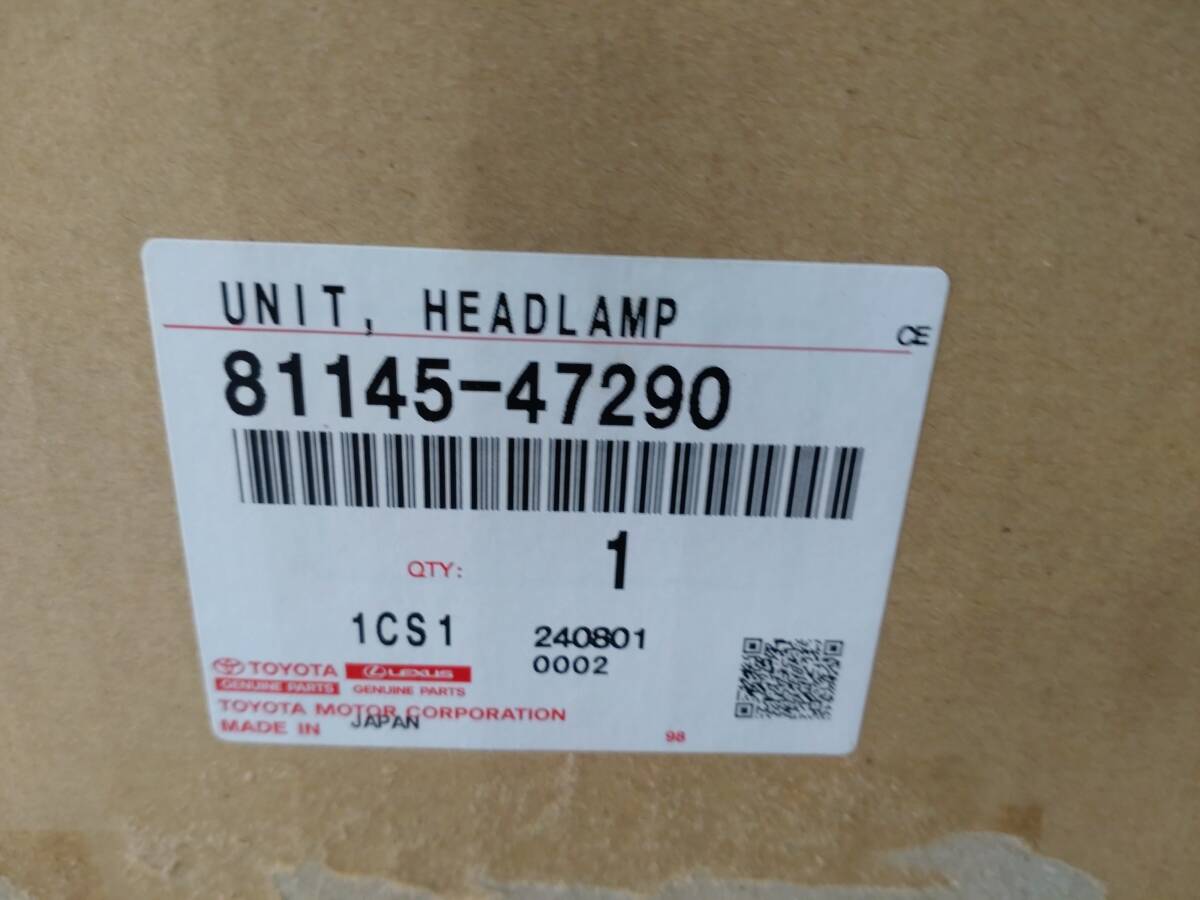 UNIT, HEADLAMP
CE
81145-47290
QTY: 1
1CS1 240801
0002
TOYOTA LEXUS
GENUINE PARTS GENUINE PARTS
TOYOTA MOTOR CORPORATION
MADE IN JAPAN
98